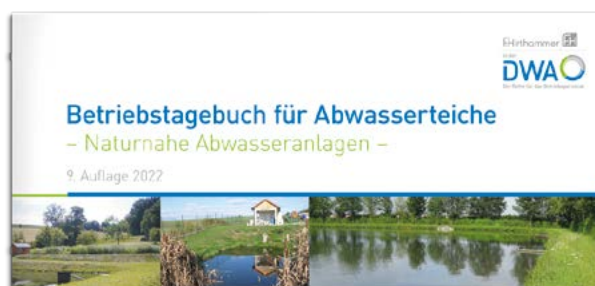 F.Hirthammer
DWA
Betriebstagebuch für Abwasserteiche
– Naturnahe Abwasseranlagen –
9. Auflage 2022